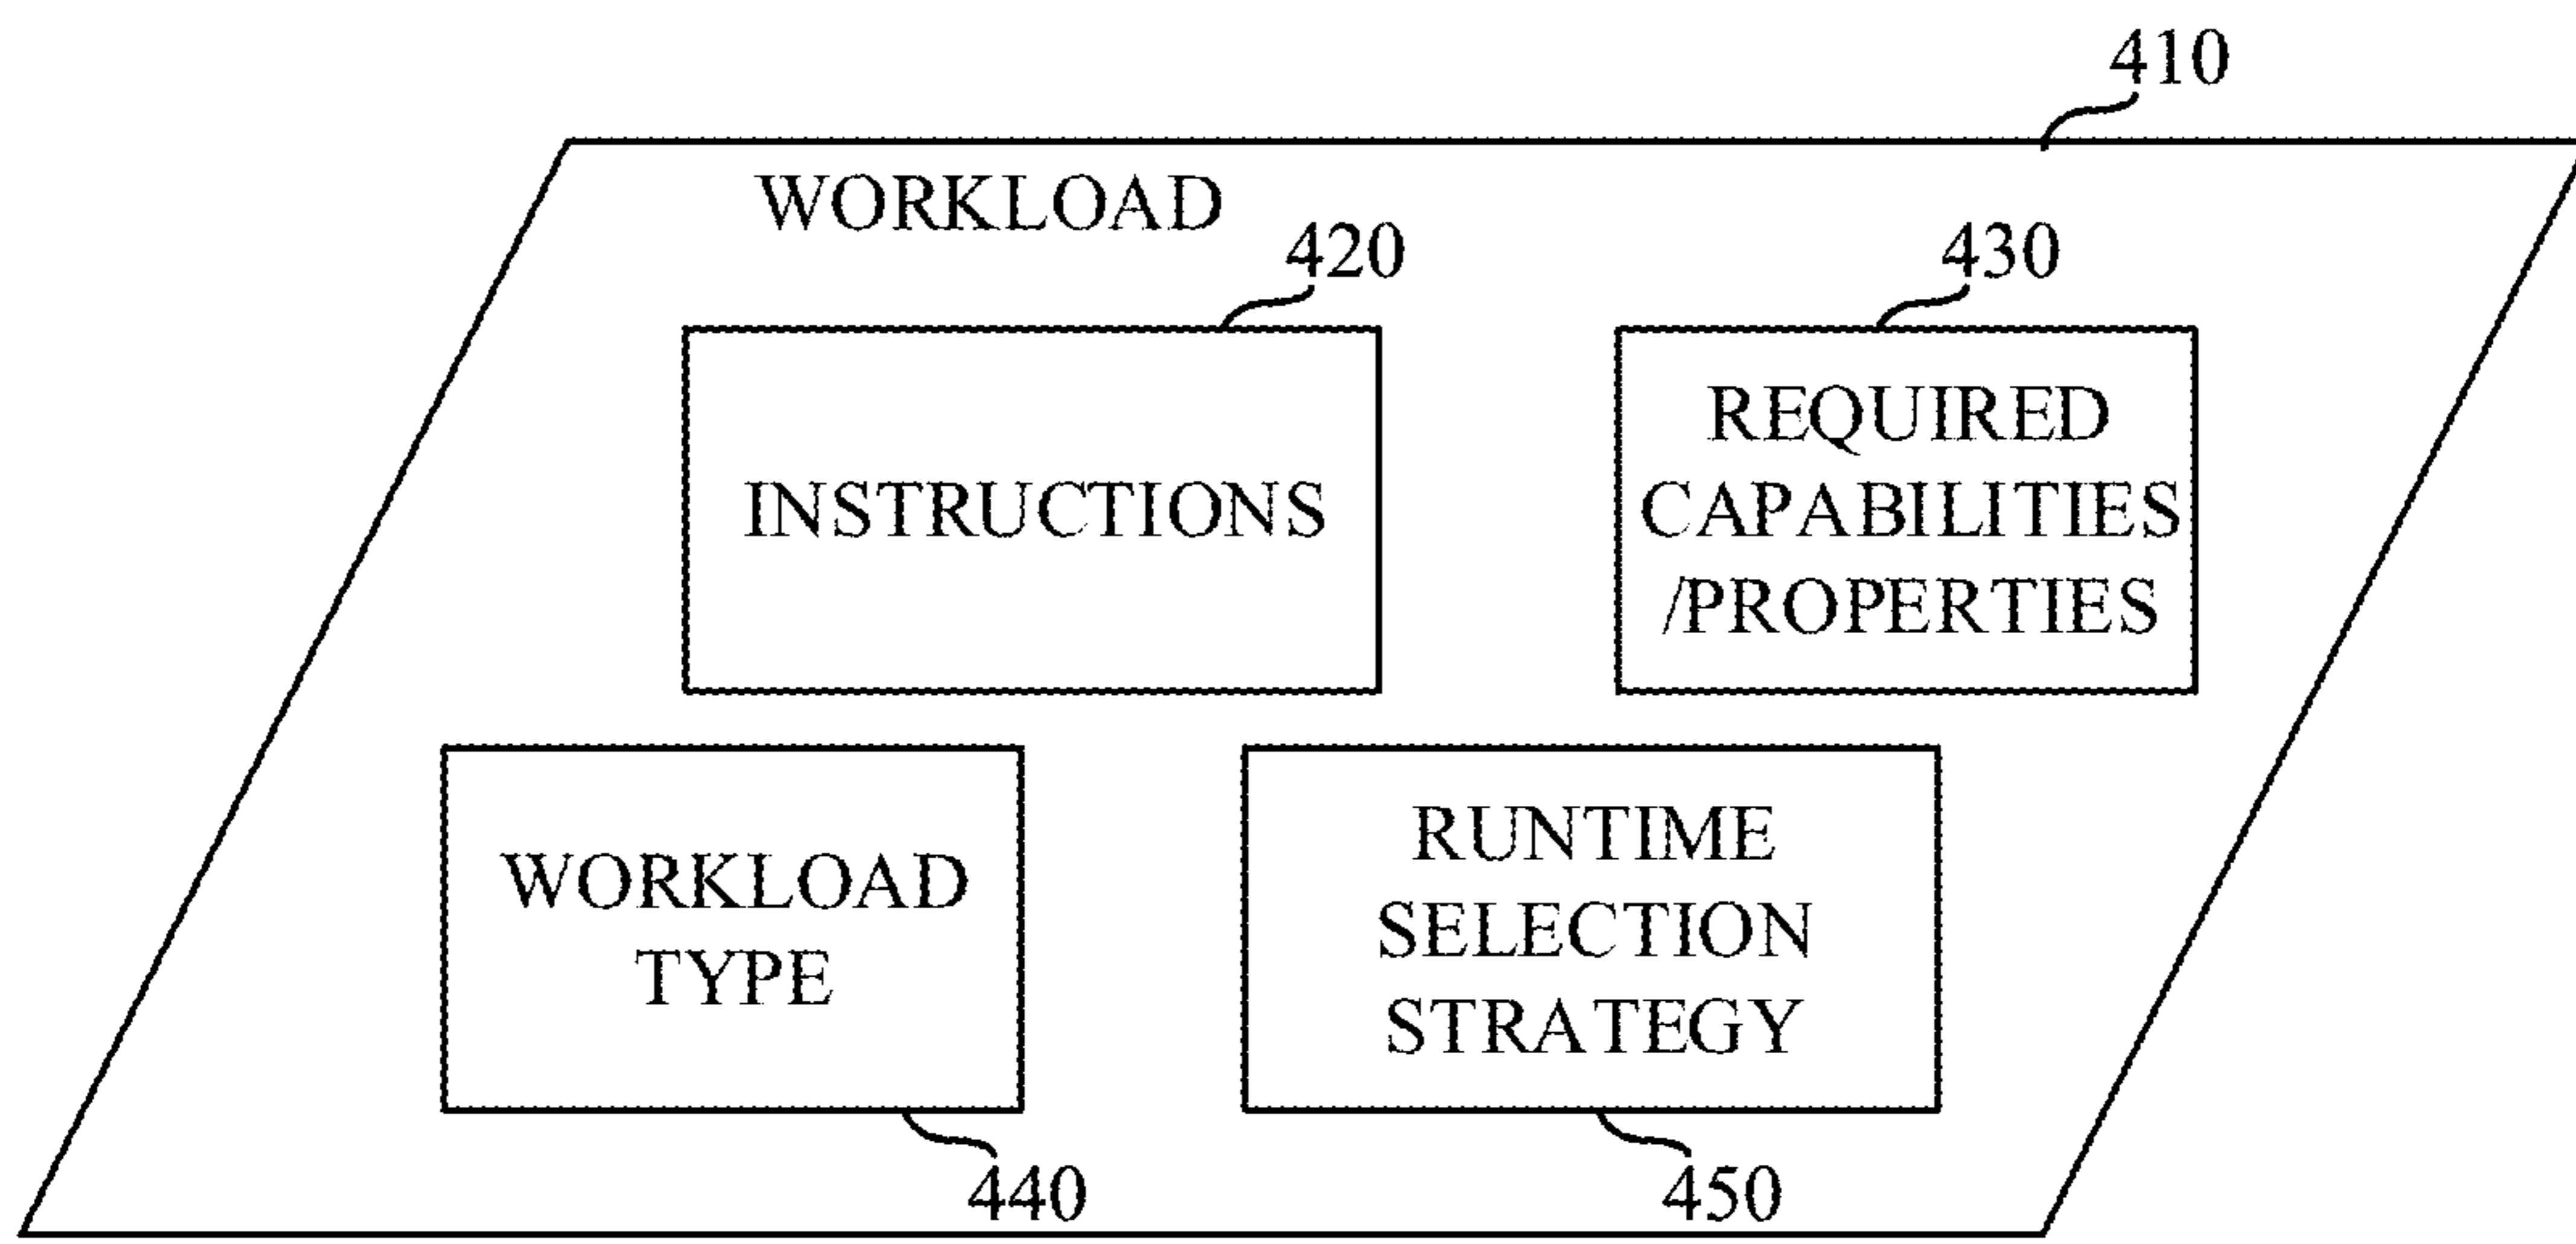 410
WORKLOAD
420
430
INSTRUCTIONS
REQUIRED
CAPABILITIES
/PROPERTIES
WORKLOAD
TYPE
RUNTIME
SELECTION
STRATEGY
440
450